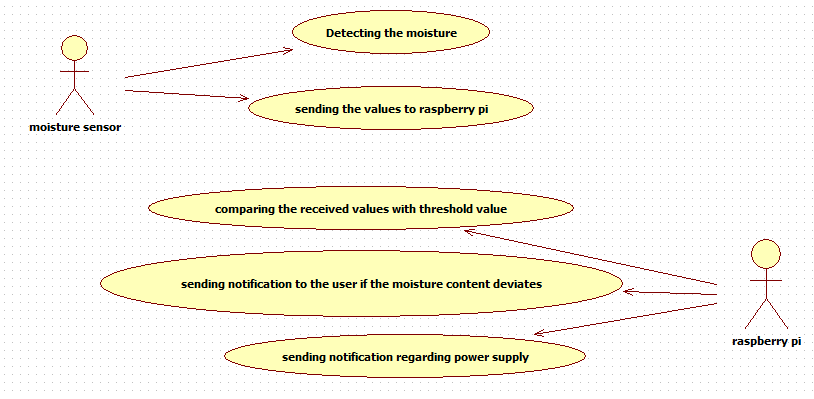 Detecting the moisture
sending the values to raspberry pi
moisture sensor
comparing the received values with threshold value
sending notification to the user if the moisture content deviates
sending notification regarding power supply
raspberry pi